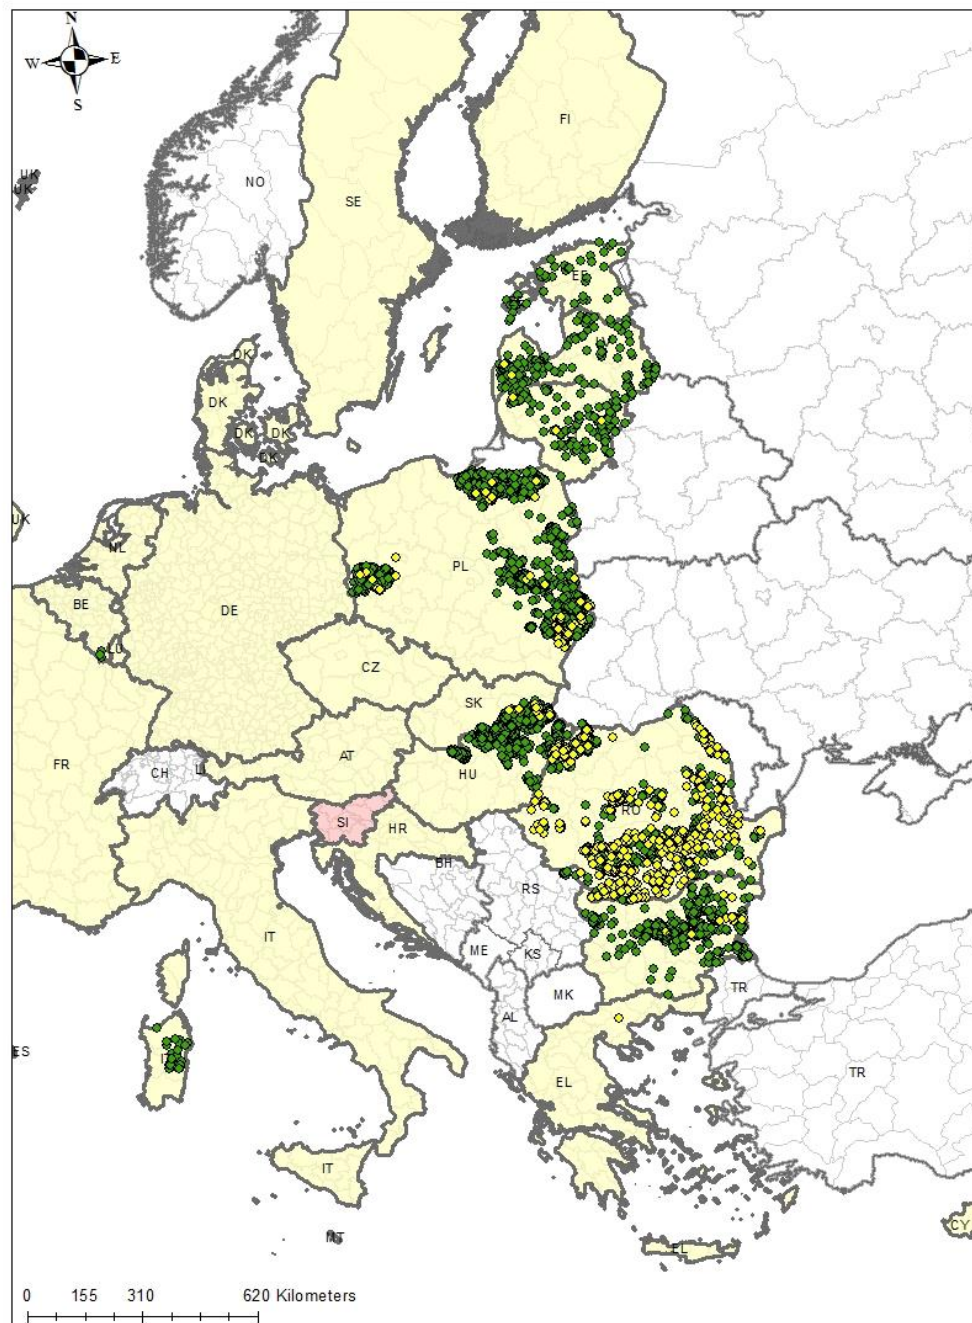 N
W E
S
FI
UK
UK
NO
SE
EE
DK
DK
DK
DK
DK
UK
NL
PL
BE
DE
LU
CZ
SK
FR
AT
CH
LI
HU
RO
SI
HR
BH
RS
IT
ME
KS
MK
TR
AL
ES
IT
EL
TR
IT
CY
MT
EL
0 155 310 620 Kilometers